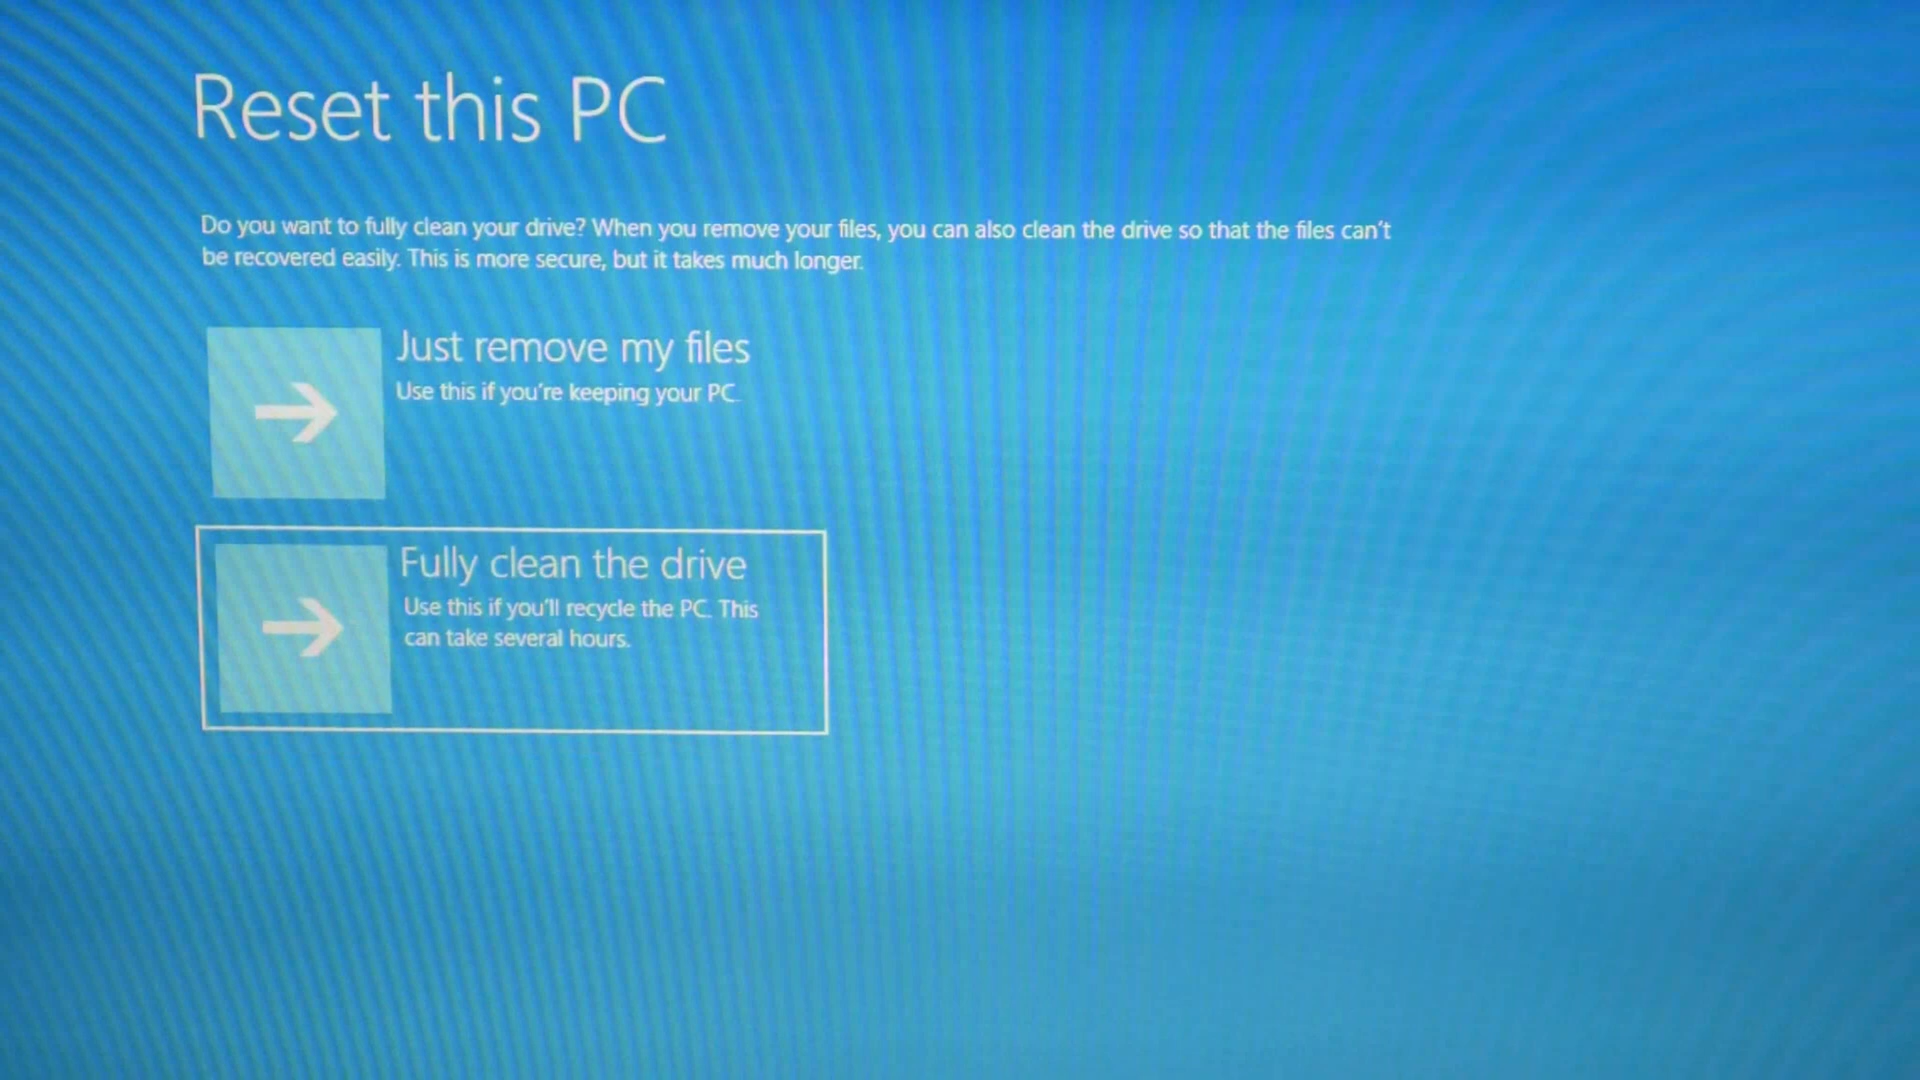 Reset this PC
Do you want to fully clean your drive? When you remove your files, you can also clean the drive so that the files can't
be recovered easily. This is more secure, but it takes much longer.
Just remove my files
Use this if you're keeping your PC.
Fully clean the drive
Use this if you'll recycle the PC. This
can take several hours.